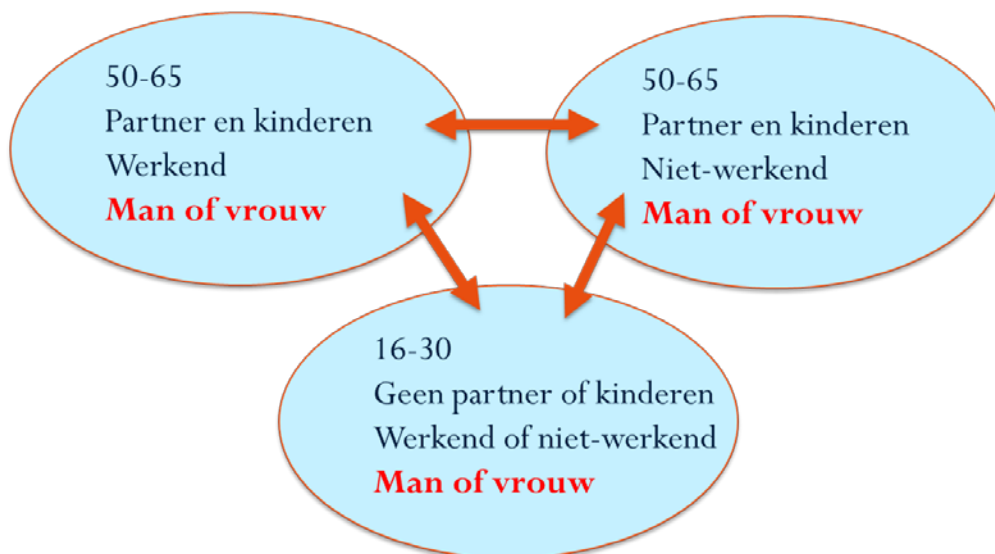 50-65
Partner en kinderen
Werkend
Man of vrouw
50-65
Partner en kinderen
Niet-werkend
Man of vrouw
16-30
Geen partner of kinderen
Werkend of niet-werkend
Man of vrouw